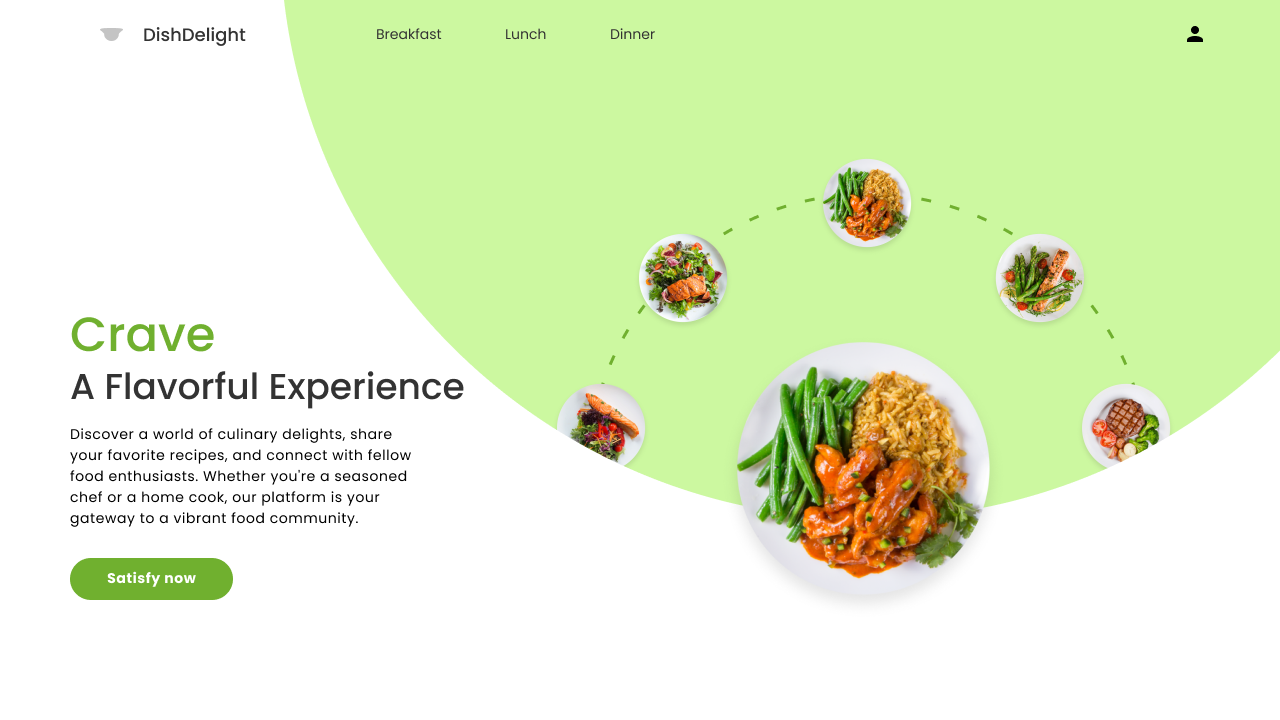 DishDelight
Breakfast
Lunch
Dinner
Crave
A Flavorful Experience
Discover a world of culinary delights, share
your favorite recipes, and connect with fellow
food enthusiasts. Whether you're a seasoned
chef or a home cook, our platform is your
gateway to a vibrant food community.
Satisfy now